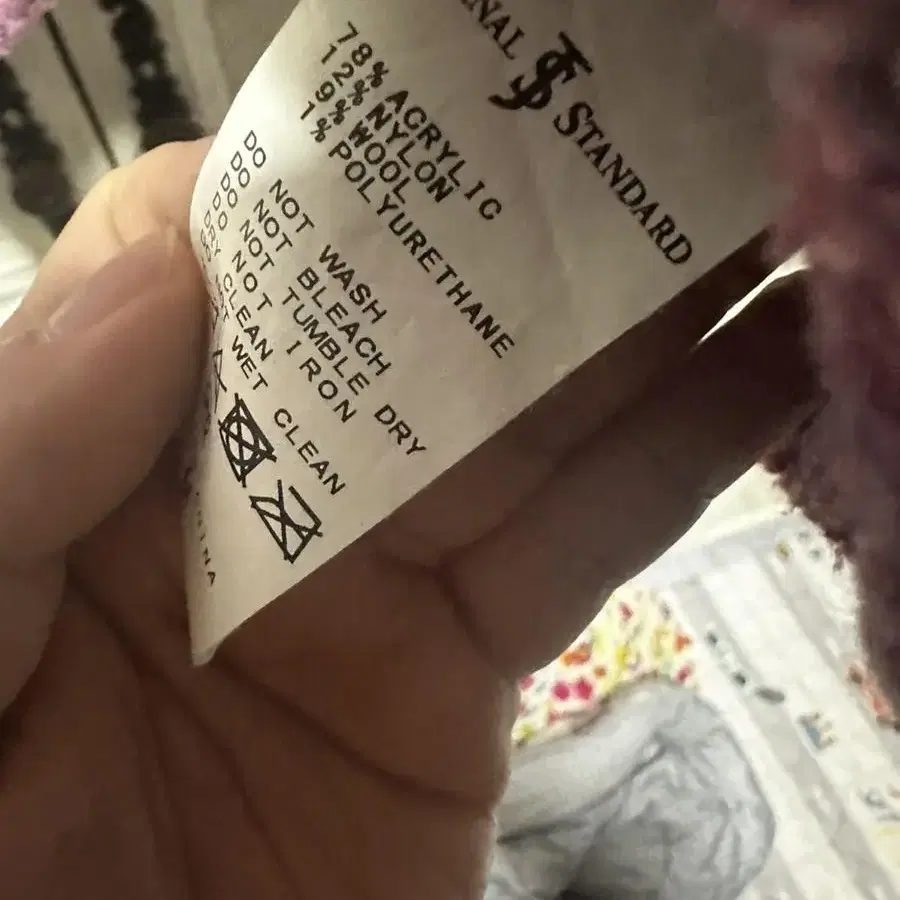 STANDARD
78% ACRYLIC
12% NYLON
9% WOOL
1% POLYURETHANE
DO NOT WASH
DO NOT BLEACH
DO NOT TUMBLE DRY
DO NOT IRON
DRY CLEAN
WET CLEAN